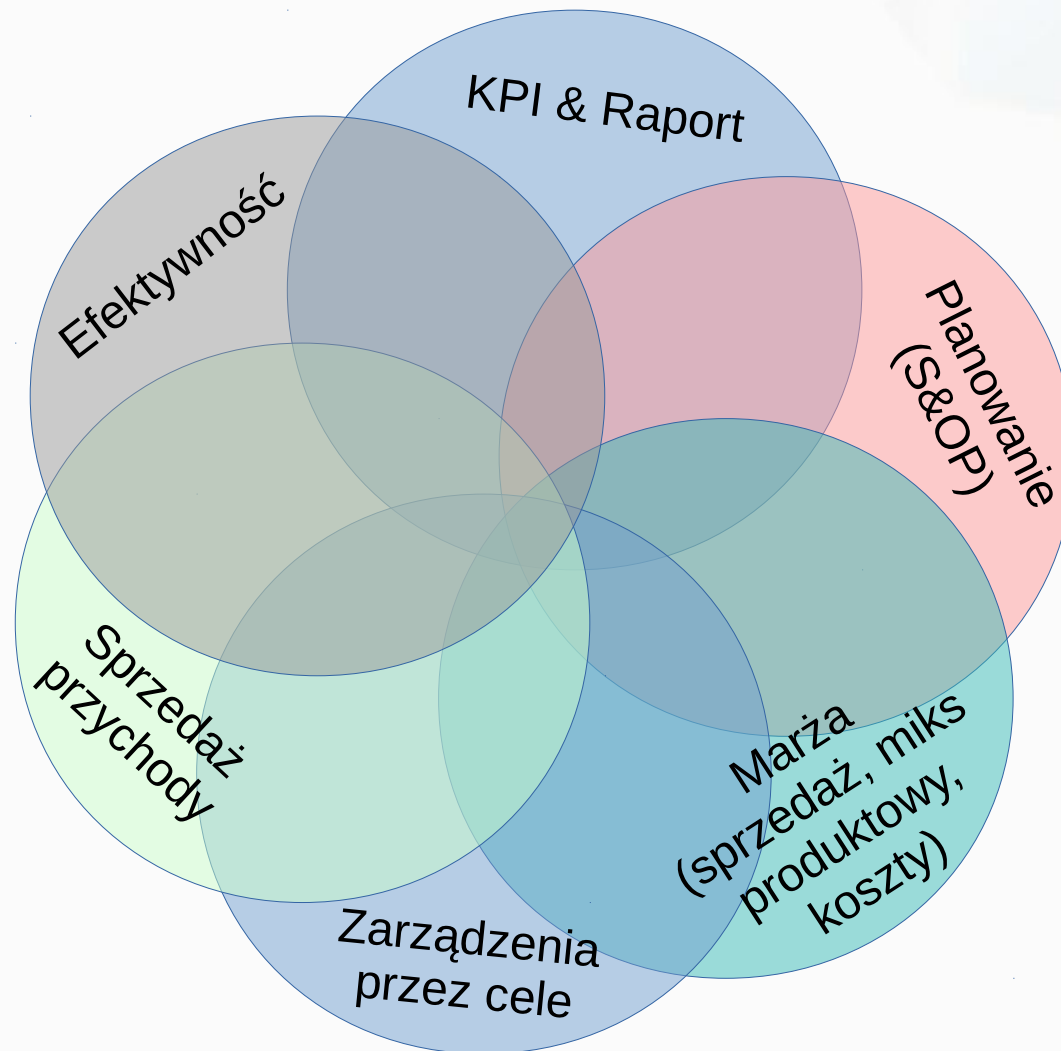 KPI & Raport
Efektywność
Planowanie
(S&OP)
Sprzedaż
przychody
Marża
(sprzedaż, miks
produktowy,
koszty)
Zarządzenia
przez cele